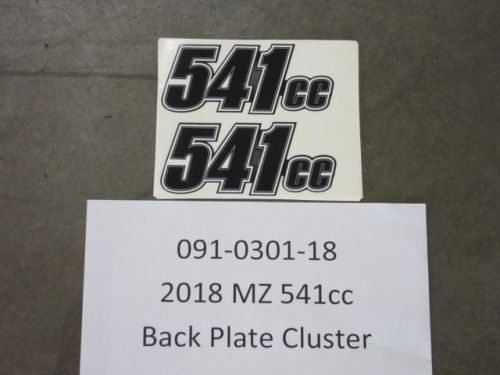 541cc
541cc
091-0301-18
2018 MZ 541cc
Back Plate Cluster